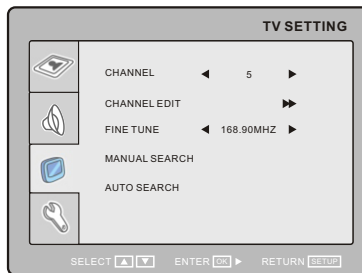 TV SETTING
CHANNEL ◀ 5 ▶
CHANNEL EDIT ▶▶
FINE TUNE ◀ 168.90MHZ ▶
MANUAL SEARCH
AUTO SEARCH
SELECT ▲ ▼ ENTER OK ▶ RETURN SETUP